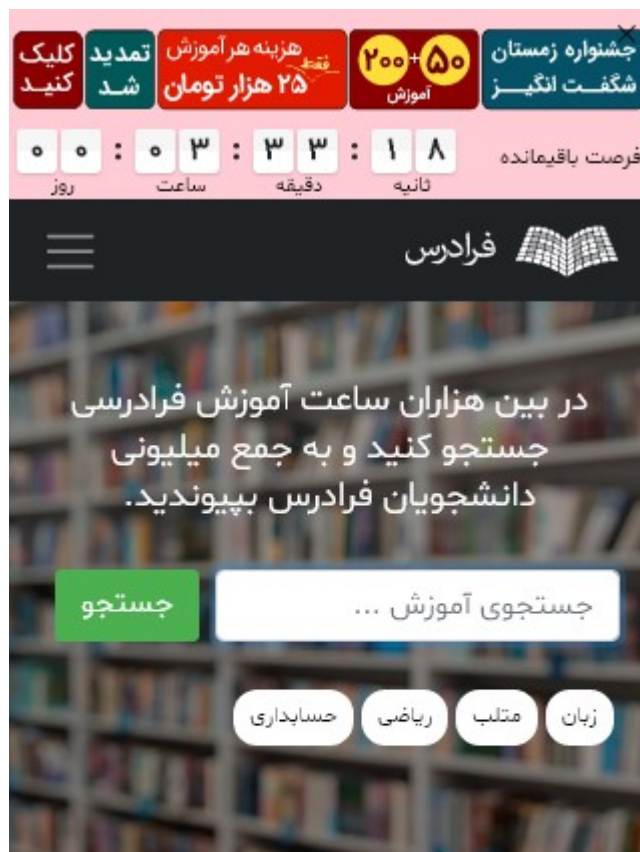 جشنواره زمستان
شگفت انگیز
۲۰۰+۵۰
آموزش
هزینه هر آموزش
فقط ۲۵ هزار تومان
تمدید
شد
کلیک
کنید
فرصت باقیمانده
۰ ۰ : ۰ ۳ : ۳ ۳ : ۱ ۸
روز ساعت دقیقه ثانیه
فرادرس
در بین هزاران ساعت آموزش فرادرسی
جستجو کنید و به جمع میلیونی
دانشجویان فرادرس بپیوندید.
جستجوی آموزش ...
جستجو
زبان متلب ریاضی حسابداری